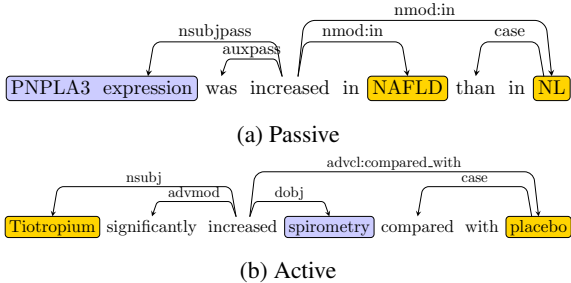 nmod:in
nsubjpass
auxpass
nmod:in
case
PNPLA3 expression was increased in NAFLD than in NL
(a) Passive
advcl:compared_with
nsubj
advmod
dobj
case
Tiotropium significantly increased spirometry compared with placebo
(b) Active